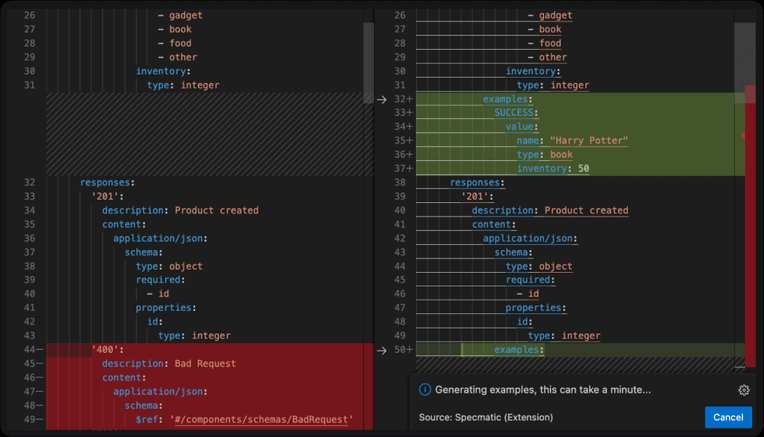 26 - gadget
27 - book
28 - food
29 - other
30 inventory:
31 type: integer
32 responses:
33 '201':
34 description: Product created
35 content:
36 application/json:
37 schema:
38 type: object
39 required:
40 - id
41 properties:
42 id:
43 type: integer
44— '400':
45— description: Bad Request
46— content:
47— application/json:
48— schema:
49— $ref: '#/components/schemas/BadRequest'
26 - gadget
27 - book
28 - food
29 - other
30 inventory:
31 type: integer
32+ examples:
33+ SUCCESS:
34+ value:
35+ name: "Harry Potter"
36+ type: book
37+ inventory: 50
38 responses:
39 '201':
40 description: Product created
41 content:
42 application/json:
43 schema:
44 type: object
45 required:
46 - id
47 properties:
48 id:
49 type: integer
50+ examples:
Generating examples, this can take a minute...
Source: Specmatic (Extension)
Cancel